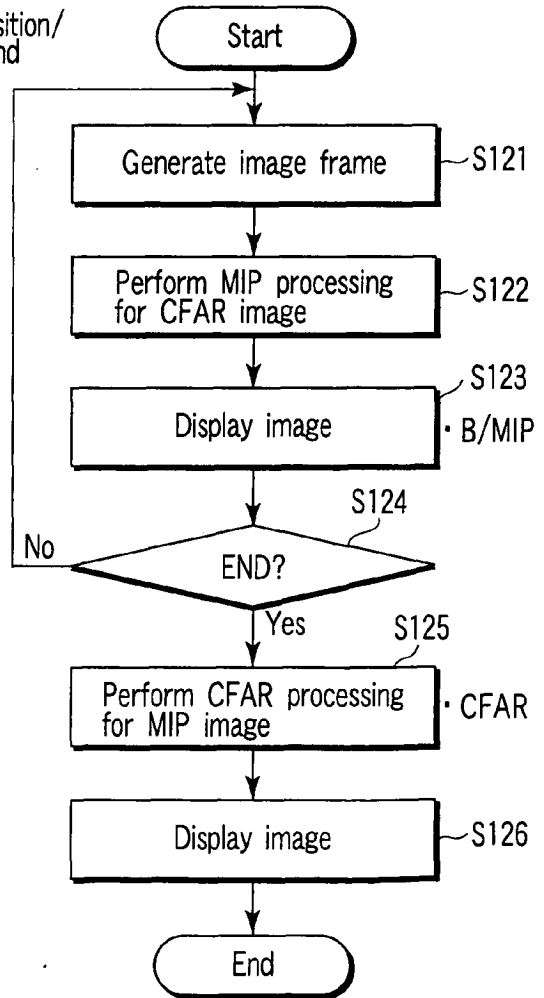 Start
Generate image frame
S121
Perform MIP processing
for CFAR image
S122
S123
Display image
· B/MIP
S124
No
END?
Yes
S125
Perform CFAR processing
for MIP image
· CFAR
Display image
S126
End